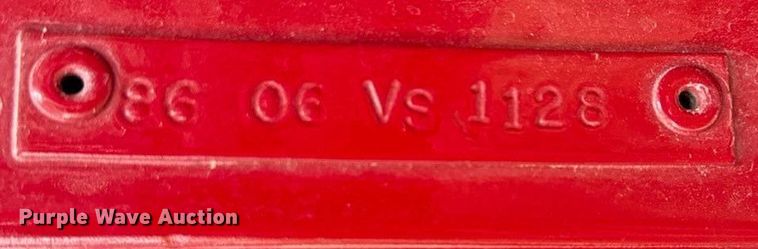 86 06 Vs 1128
Purple Wave Auction